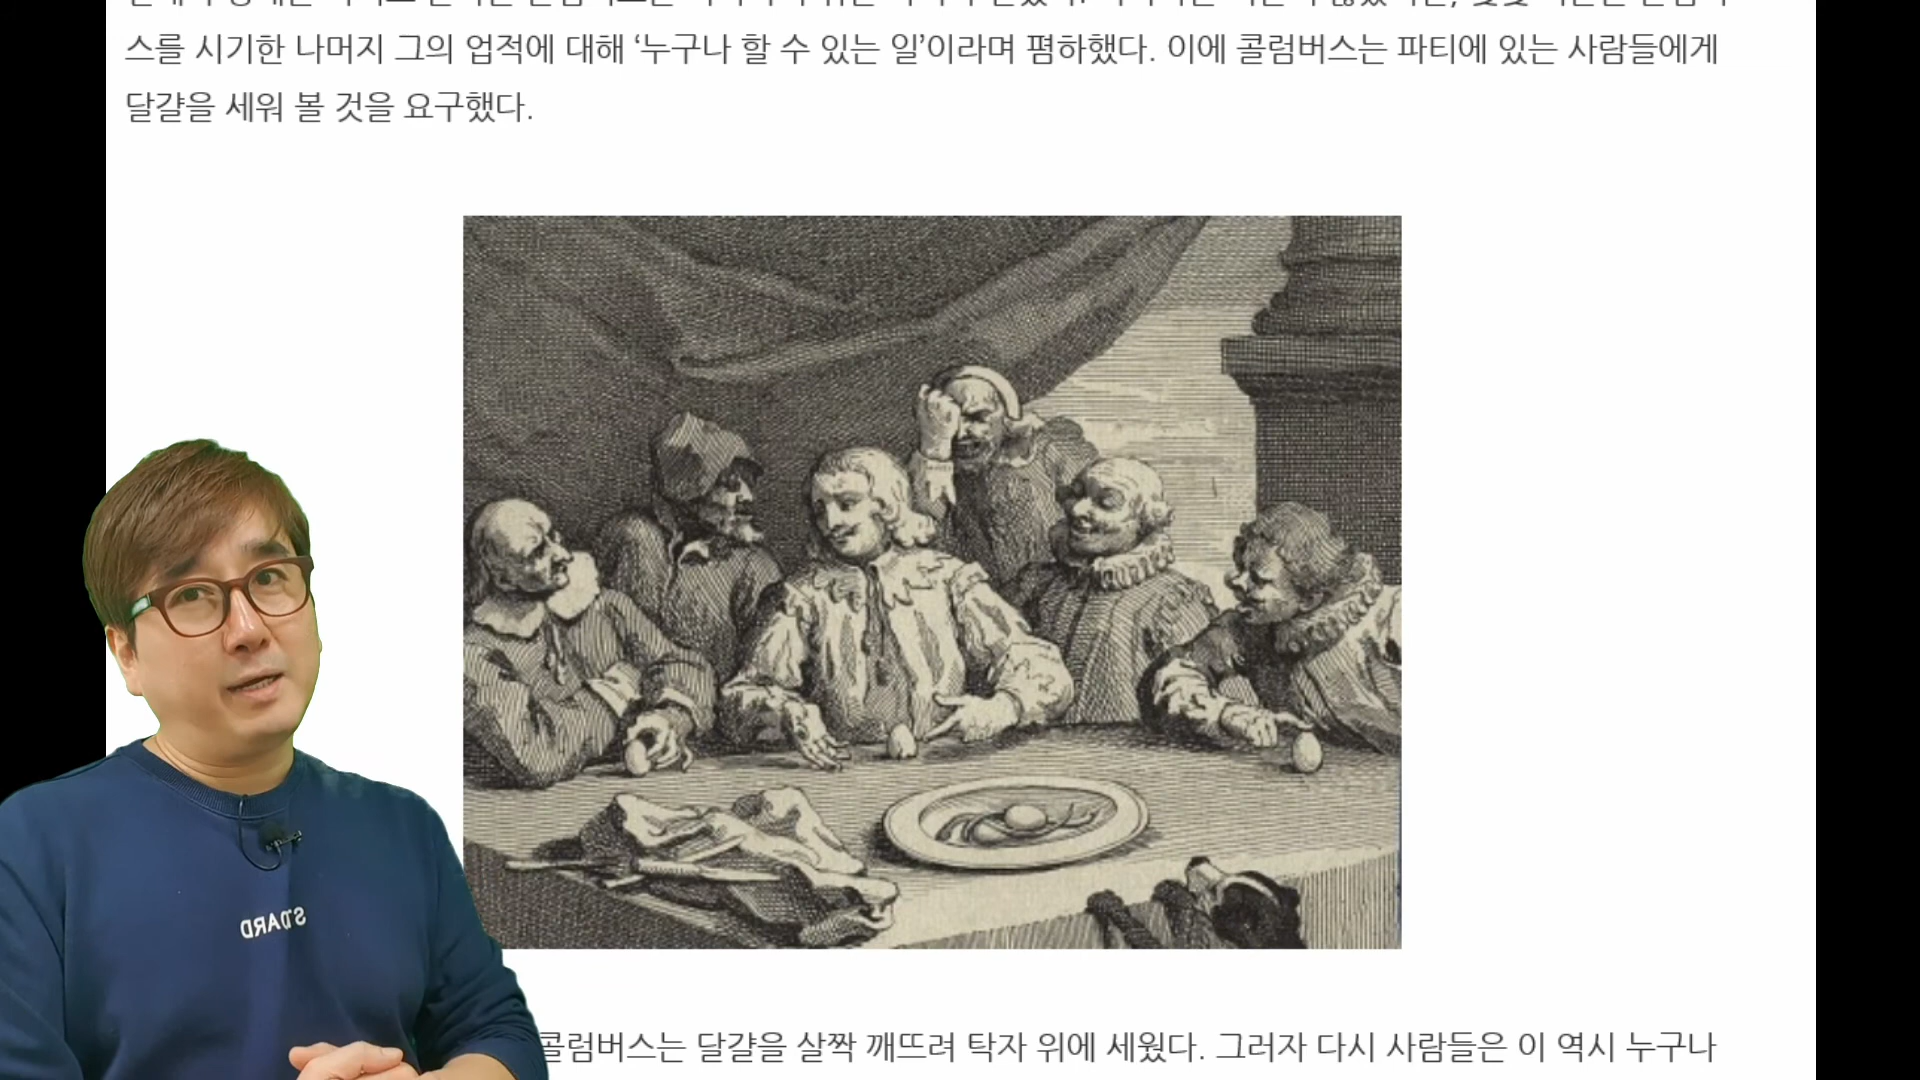 스를 시기한 나머지 그의 업적에 대해 ‘누구나 할 수 있는 일’이라며 폄하했다. 이에 콜럼버스는 파티에 있는 사람들에게
달걀을 세워 볼 것을 요구했다.
STDARD
콜럼버스는 달걀을 살짝 깨뜨려 탁자 위에 세웠다. 그러자 다시 사람들은 이 역시 누구나